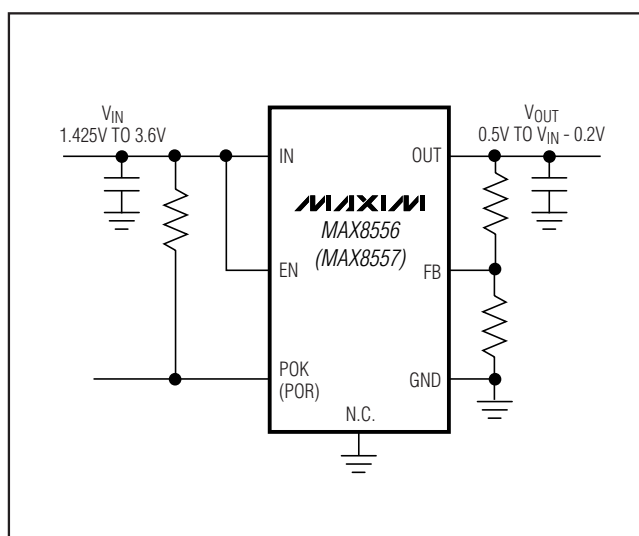 VIN
1.425V TO 3.6V
VOUT
0.5V TO VIN - 0.2V
IN
OUT
MAXIM
MAX8556
(MAX8557)
EN
FB
POK
(POR)
GND
N.C.